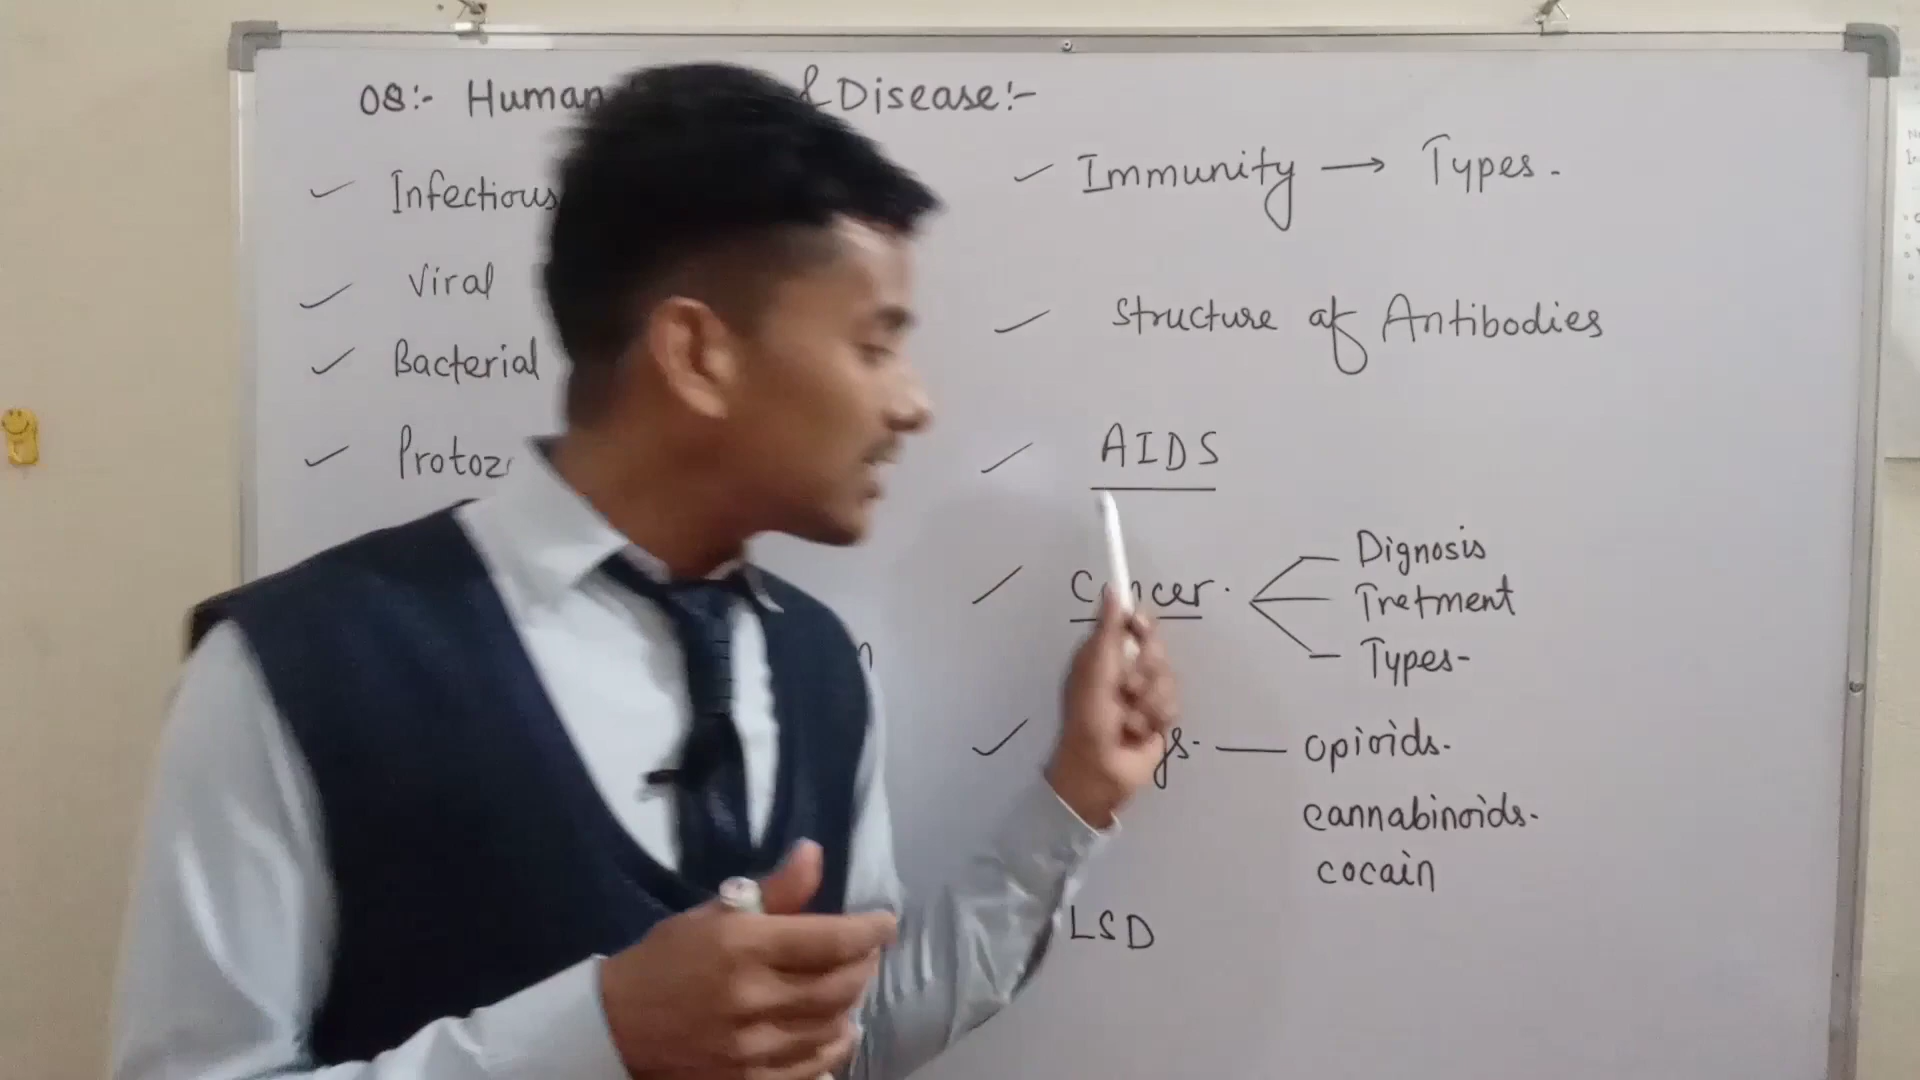 08:- Human & Disease:-
Infectious
Viral
Bacterial
Immunity → Types.
Structure of Antibodies
AIDS
Cancer.
Dignosis
Tretment
Types-
opioids.
cannabinoids.
cocain
LSD